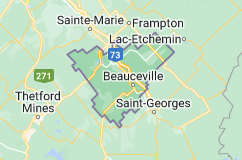 Sainte-Marie
Frampton
Lac-Etchemin
73
271
Beauceville
Thetford
Mines
Saint-Georges